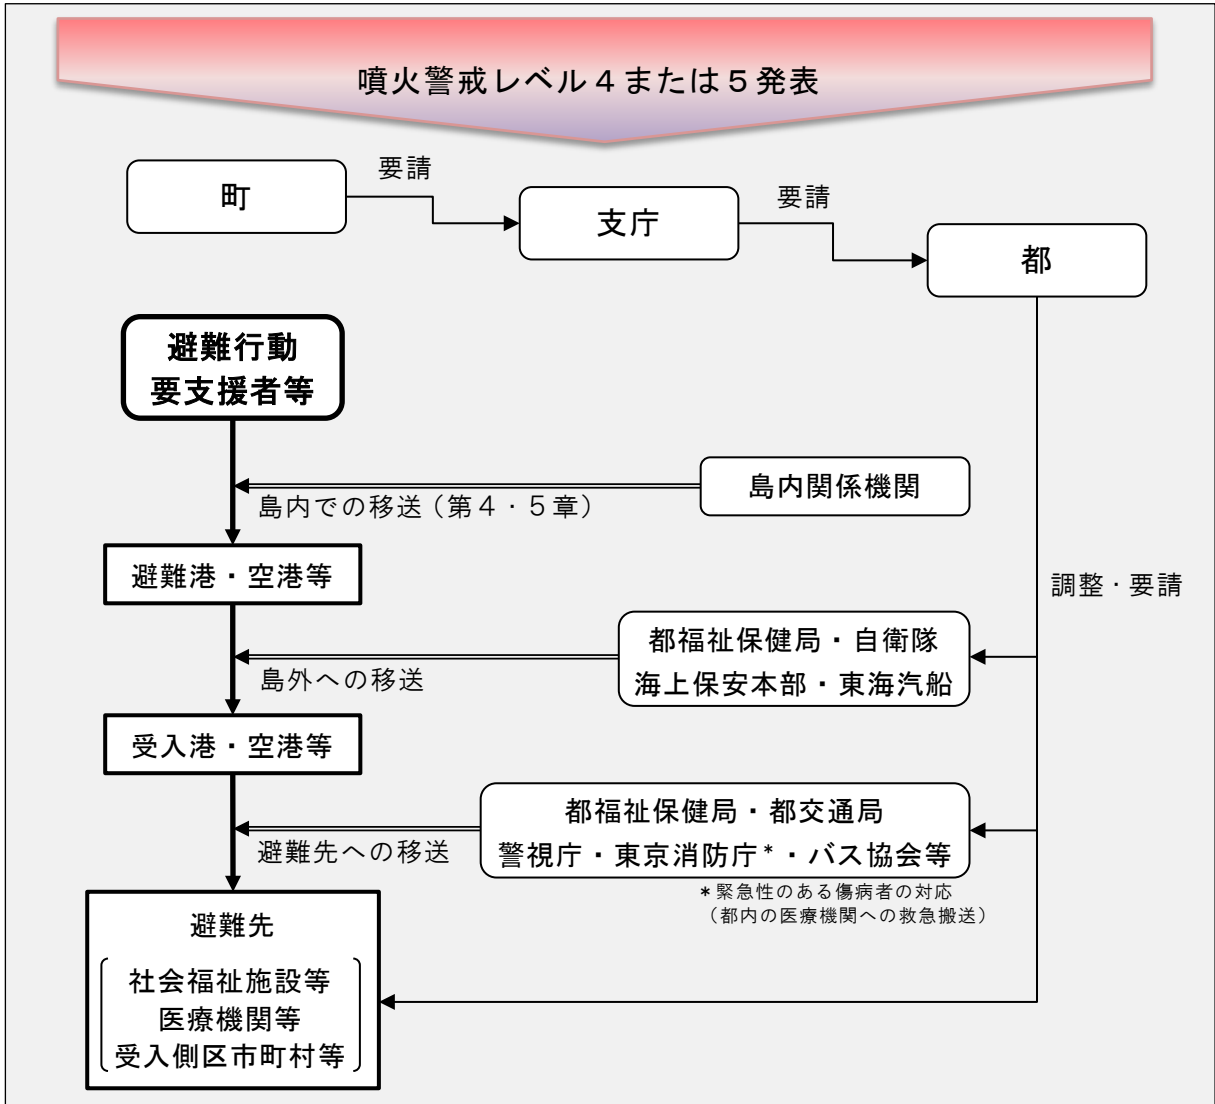 噴火警戒レベル４または５発表
要請
町
要請
支庁
都
避難行動
要支援者等
島内関係機関
島内での移送（第４・５章）
避難港・空港等
調整・要請
都福祉保健局・自衛隊
海上保安本部・東海汽船
島外への移送
受入港・空港等
都福祉保健局・都交通局
警視庁・東京消防庁*・バス協会等
避難先への移送
*緊急性のある傷病者の対応
（都内の医療機関への救急搬送）
避難先
社会福祉施設等
医療機関等
受入側区市町村等